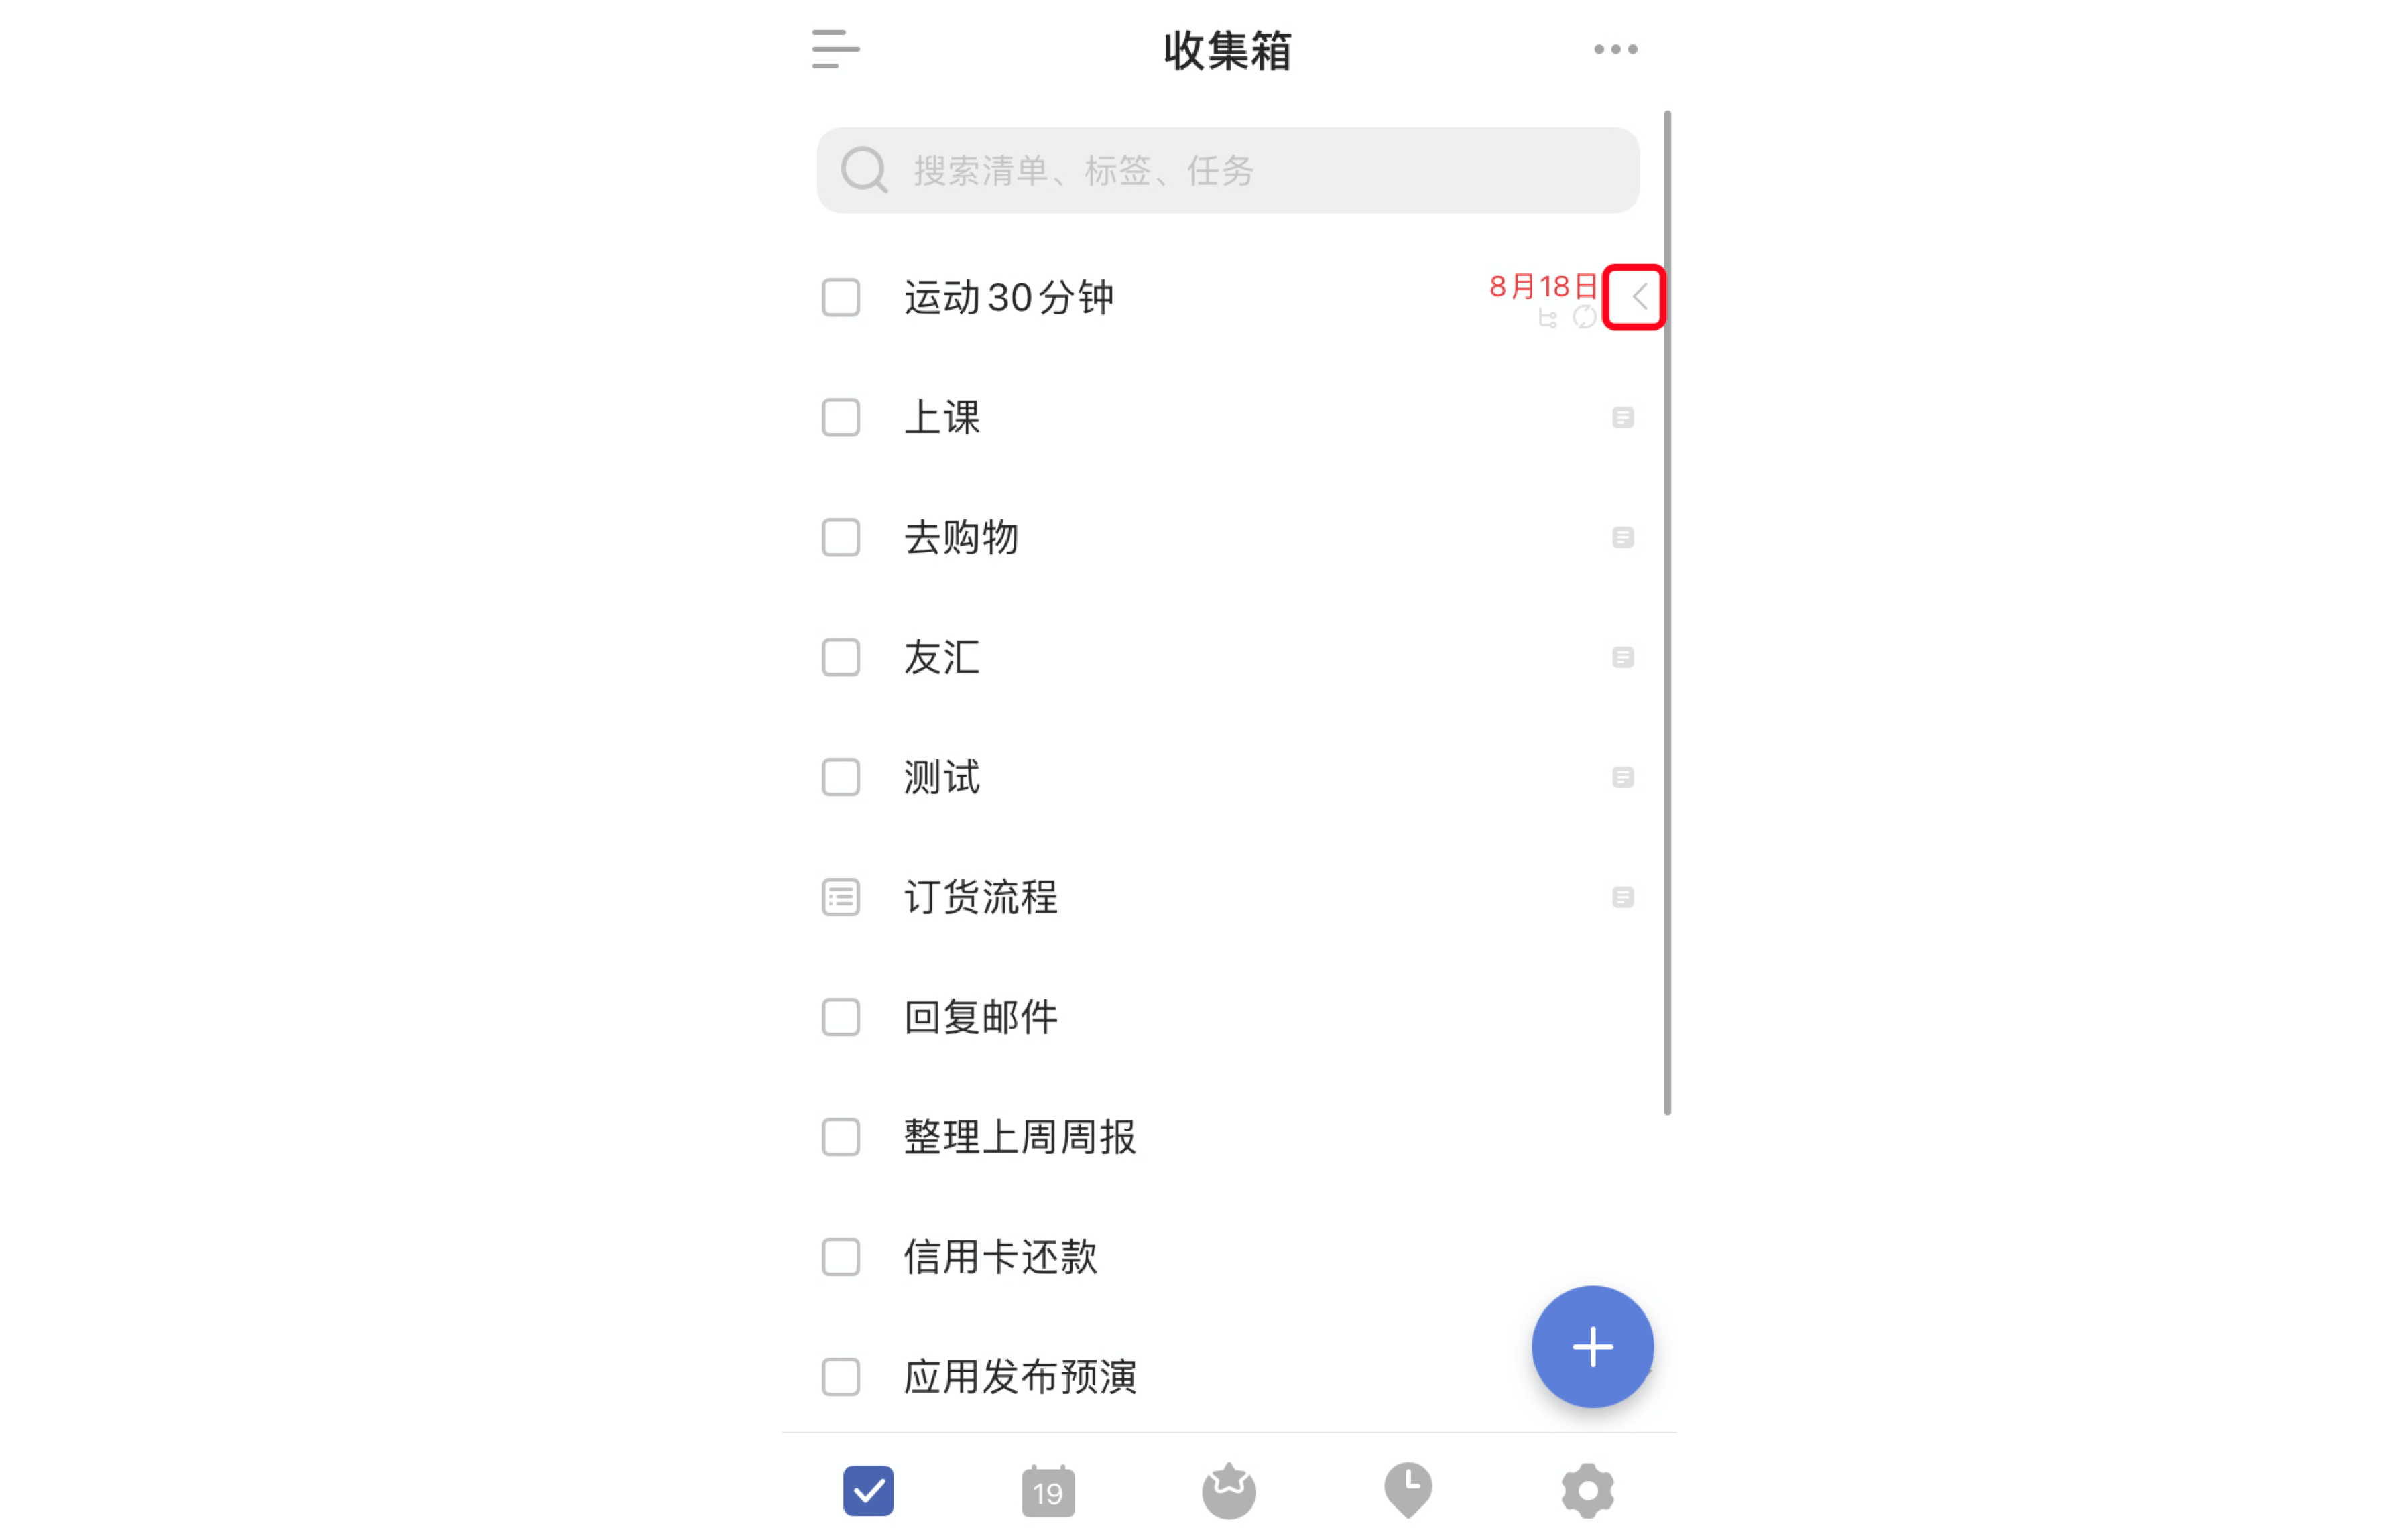 收集箱
搜索清单、标签、任务
运动30分钟
8月18日
上课
去购物
友汇
测试
订货流程
回复邮件
整理上周周报
信用卡还款
应用发布预演
19